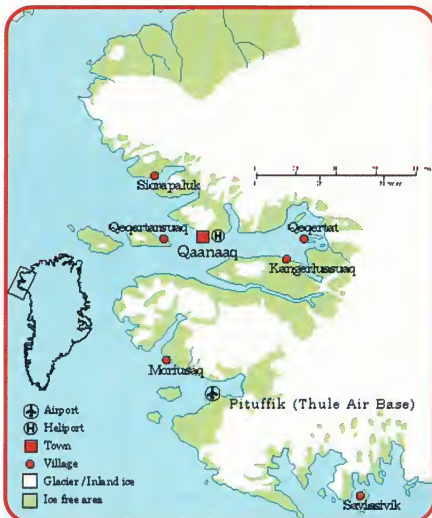 Siorapaluk
Qeqertarsuaq
Qeqertat
H
Qaanaaq
Kangerlussuaq
Moriusaq
Pituffik (Thule Air Base)
Airport
H Heliport
Town
Village
Glacier / Inland ice
Ice free area
Savissivik